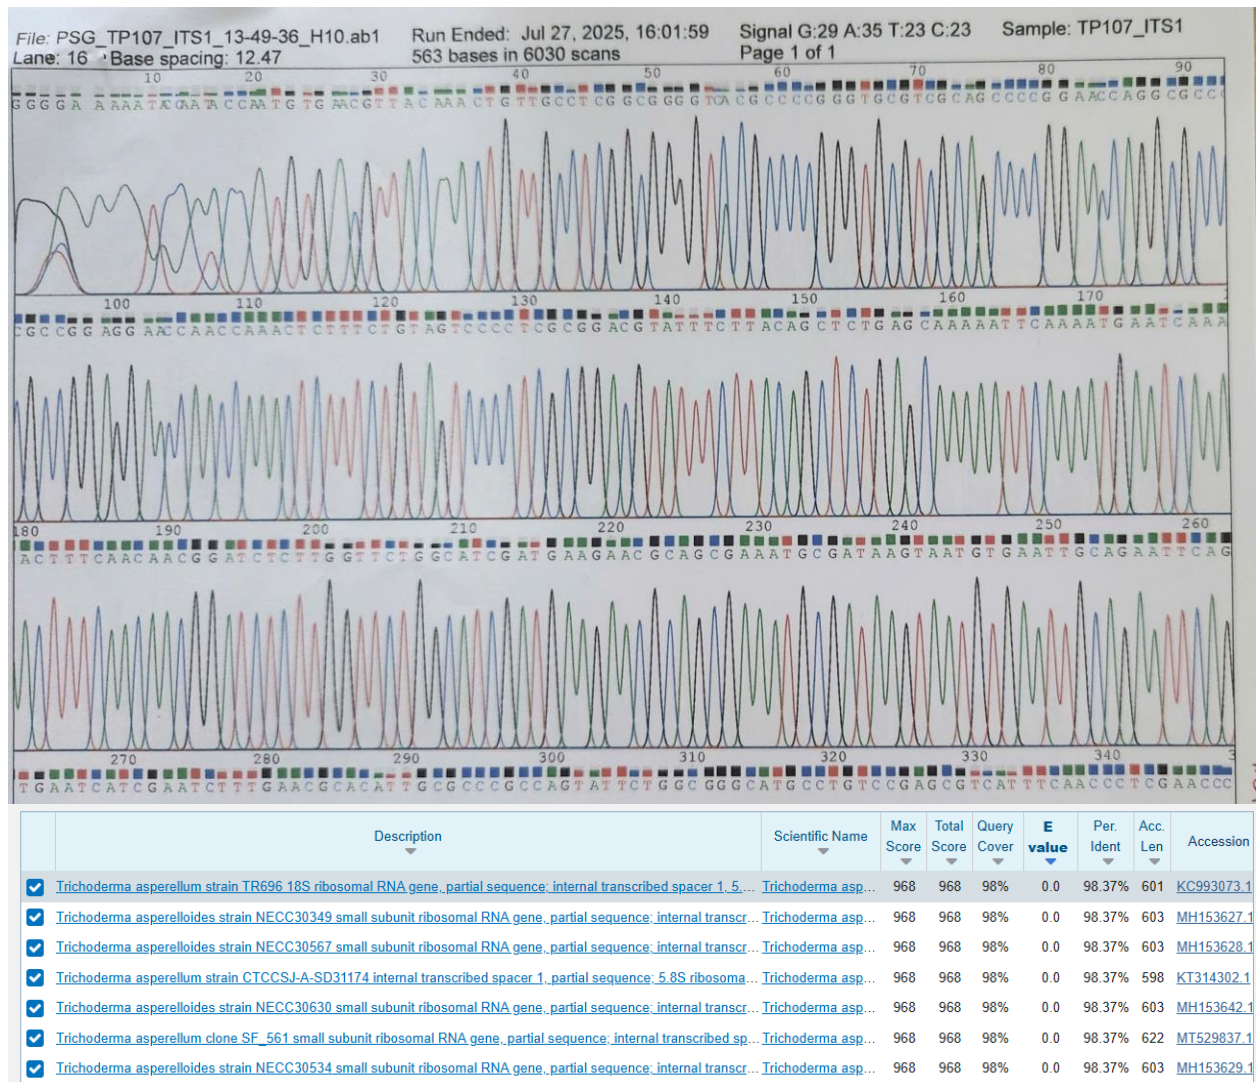 File: PSG_TP107_ITS1_13-49-36_H10.ab1 Run Ended: Jul 27, 2025, 16:01:59 Signal G:29 A:35 T:23 C:23 Sample: TP107_ITS1
Lane: 16 Base spacing: 12.47 563 bases in 6030 scans Page 1 of 1
10 20 30 40 50 60 70 80 90
GGGGA AAAATACGAATACCAATGTGAACGTTACAAACTGTTGCCTCGGCGGGGTCACGCCCCGGGTGCGTCGCAGCCCCGGAACCAGGCGCCC
100 110 120 130 140 150 160 170
CGCCGGAGGAACCAACCAAACTCTTTCTGTAGTCCCCTCGCGGACGTATTTCTTACAGCTCTGAGCAAAAATTCAAAATGAATCAAA
180 190 200 210 220 230 240 250 260
ACTTTCAACAACGGATCTCTTGGTTCTGGCATCGATGAAGAACGCAGCGAAATGCGATAAGTAATGTGAATTGCAGAATTCAG
270 280 290 300 310 320 330 340
TGAATCATCGAATCTTTGAACGCACATTGCGCCCGCCAGTATTCTGGCGGGCATGCCTGTCCGAGCGTCATTTCAACCCTCGAACCC
Description Scientific Name Max Score Total Score Query Cover E value Per. Ident Acc. Len Accession
Trichoderma asperellum strain TR696 18S ribosomal RNA gene, partial sequence; internal transcribed spacer 1, 5.... Trichoderma asp... 968 968 98% 0.0 98.37% 601 KC993073.1
Trichoderma asperelloides strain NECC30349 small subunit ribosomal RNA gene, partial sequence; internal transcr... Trichoderma asp... 968 968 98% 0.0 98.37% 603 MH153627.1
Trichoderma asperelloides strain NECC30567 small subunit ribosomal RNA gene, partial sequence; internal transcr... Trichoderma asp... 968 968 98% 0.0 98.37% 603 MH153628.1
Trichoderma asperellum strain CTCCSJ-A-SD31174 internal transcribed spacer 1, partial sequence; 5.8S ribosoma... Trichoderma asp... 968 968 98% 0.0 98.37% 598 KT314302.1
Trichoderma asperelloides strain NECC30630 small subunit ribosomal RNA gene, partial sequence; internal transcr... Trichoderma asp... 968 968 98% 0.0 98.37% 603 MH153642.1
Trichoderma asperellum clone SF_561 small subunit ribosomal RNA gene, partial sequence; internal transcribed sp... Trichoderma asp... 968 968 98% 0.0 98.37% 622 MT529837.1
Trichoderma asperelloides strain NECC30534 small subunit ribosomal RNA gene, partial sequence; internal transcr... Trichoderma asp... 968 968 98% 0.0 98.37% 603 MH153629.1